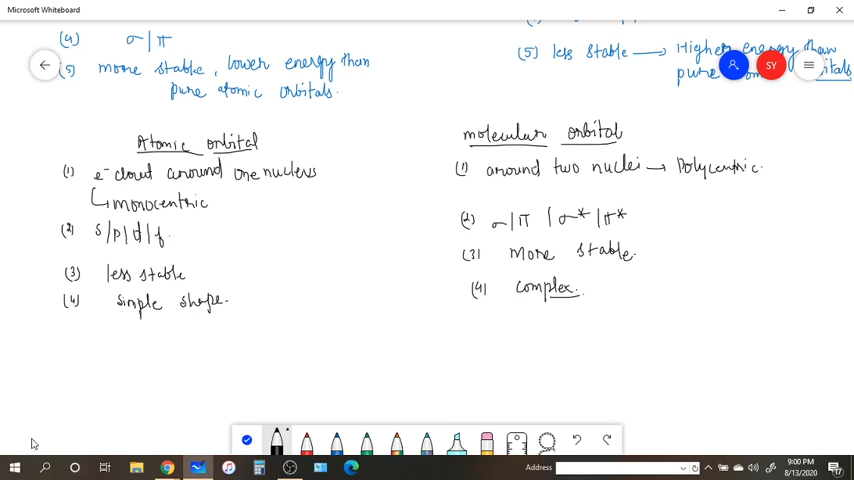 Microsoft Whiteboard
(4) σ|π
(5) more stable, lower energy than
pure atomic orbitals.
(5) less stable → Higher energy than
pure orbitals
SY
Atomic orbital
(1) e⁻ cloud around one nucleus
↳ monocentric
(2) s|p|d|f.
(3) less stable
(4) simple shape.
molecular orbital
(1) around two nuclei → Polycentric.
(2) σ|π|σ*|π*
(3) More stable.
(4) complex.
Address
9:00 PM
8/13/2020
17